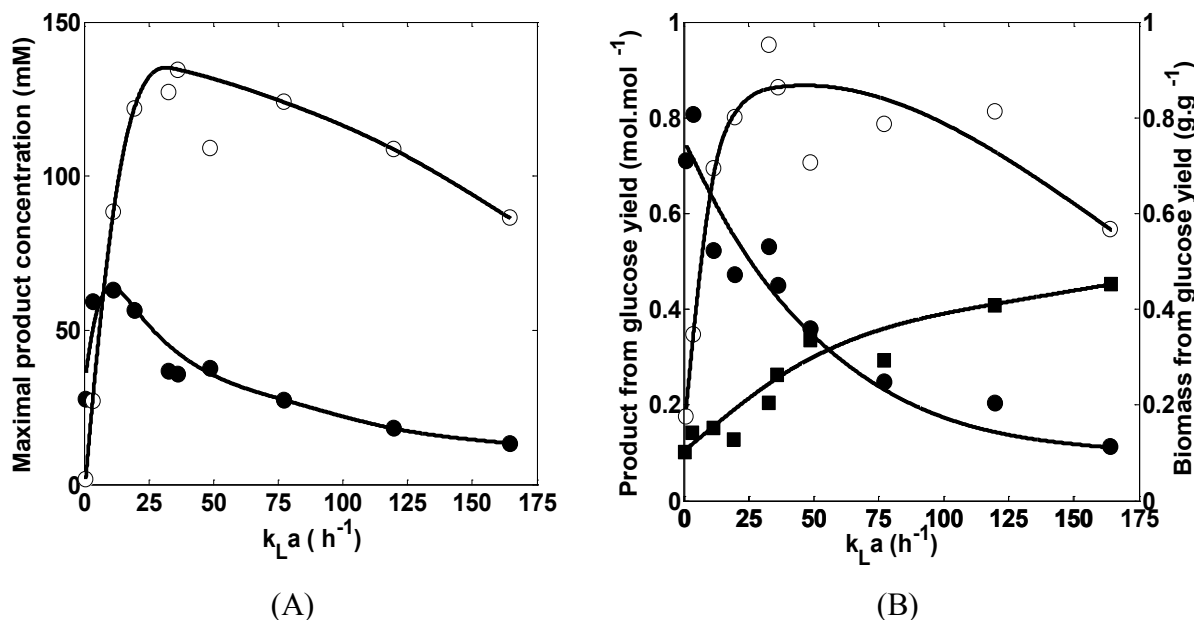 Maximal product concentration (mM)
150
100
50
0
0 25 50 75 100 125 150 175
k_L a ( h^-1)
(A)
Product from glucose yield (mol.mol ^-1)
1
0.8
0.6
0.4
0.2
0
0 25 50 75 100 125 150 175
k_L a (h^-1)
1
0.8
0.6
0.4
0.2
0
Biomass from glucose yield (g.g ^-1)
(B)